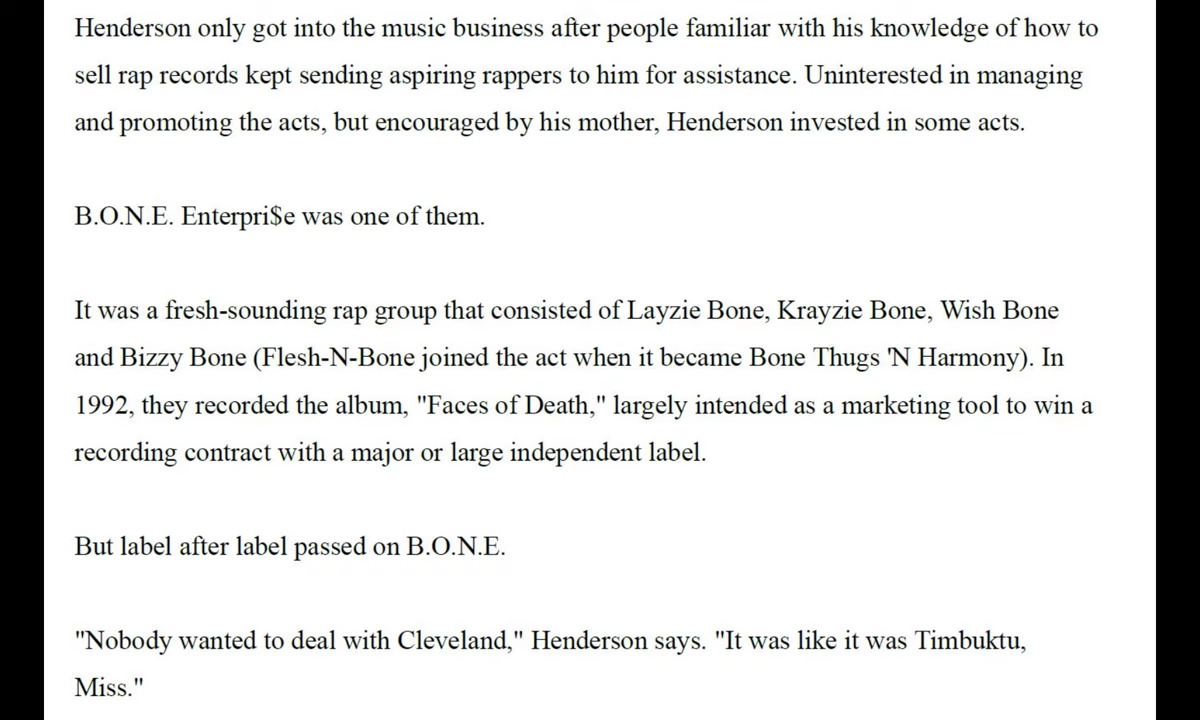 Henderson only got into the music business after people familiar with his knowledge of how to
sell rap records kept sending aspiring rappers to him for assistance. Uninterested in managing
and promoting the acts, but encouraged by his mother, Henderson invested in some acts.
B.O.N.E. Enterpri$e was one of them.
It was a fresh-sounding rap group that consisted of Layzie Bone, Krayzie Bone, Wish Bone
and Bizzy Bone (Flesh-N-Bone joined the act when it became Bone Thugs 'N Harmony). In
1992, they recorded the album, "Faces of Death," largely intended as a marketing tool to win a
recording contract with a major or large independent label.
But label after label passed on B.O.N.E.
"Nobody wanted to deal with Cleveland," Henderson says. "It was like it was Timbuktu,
Miss."